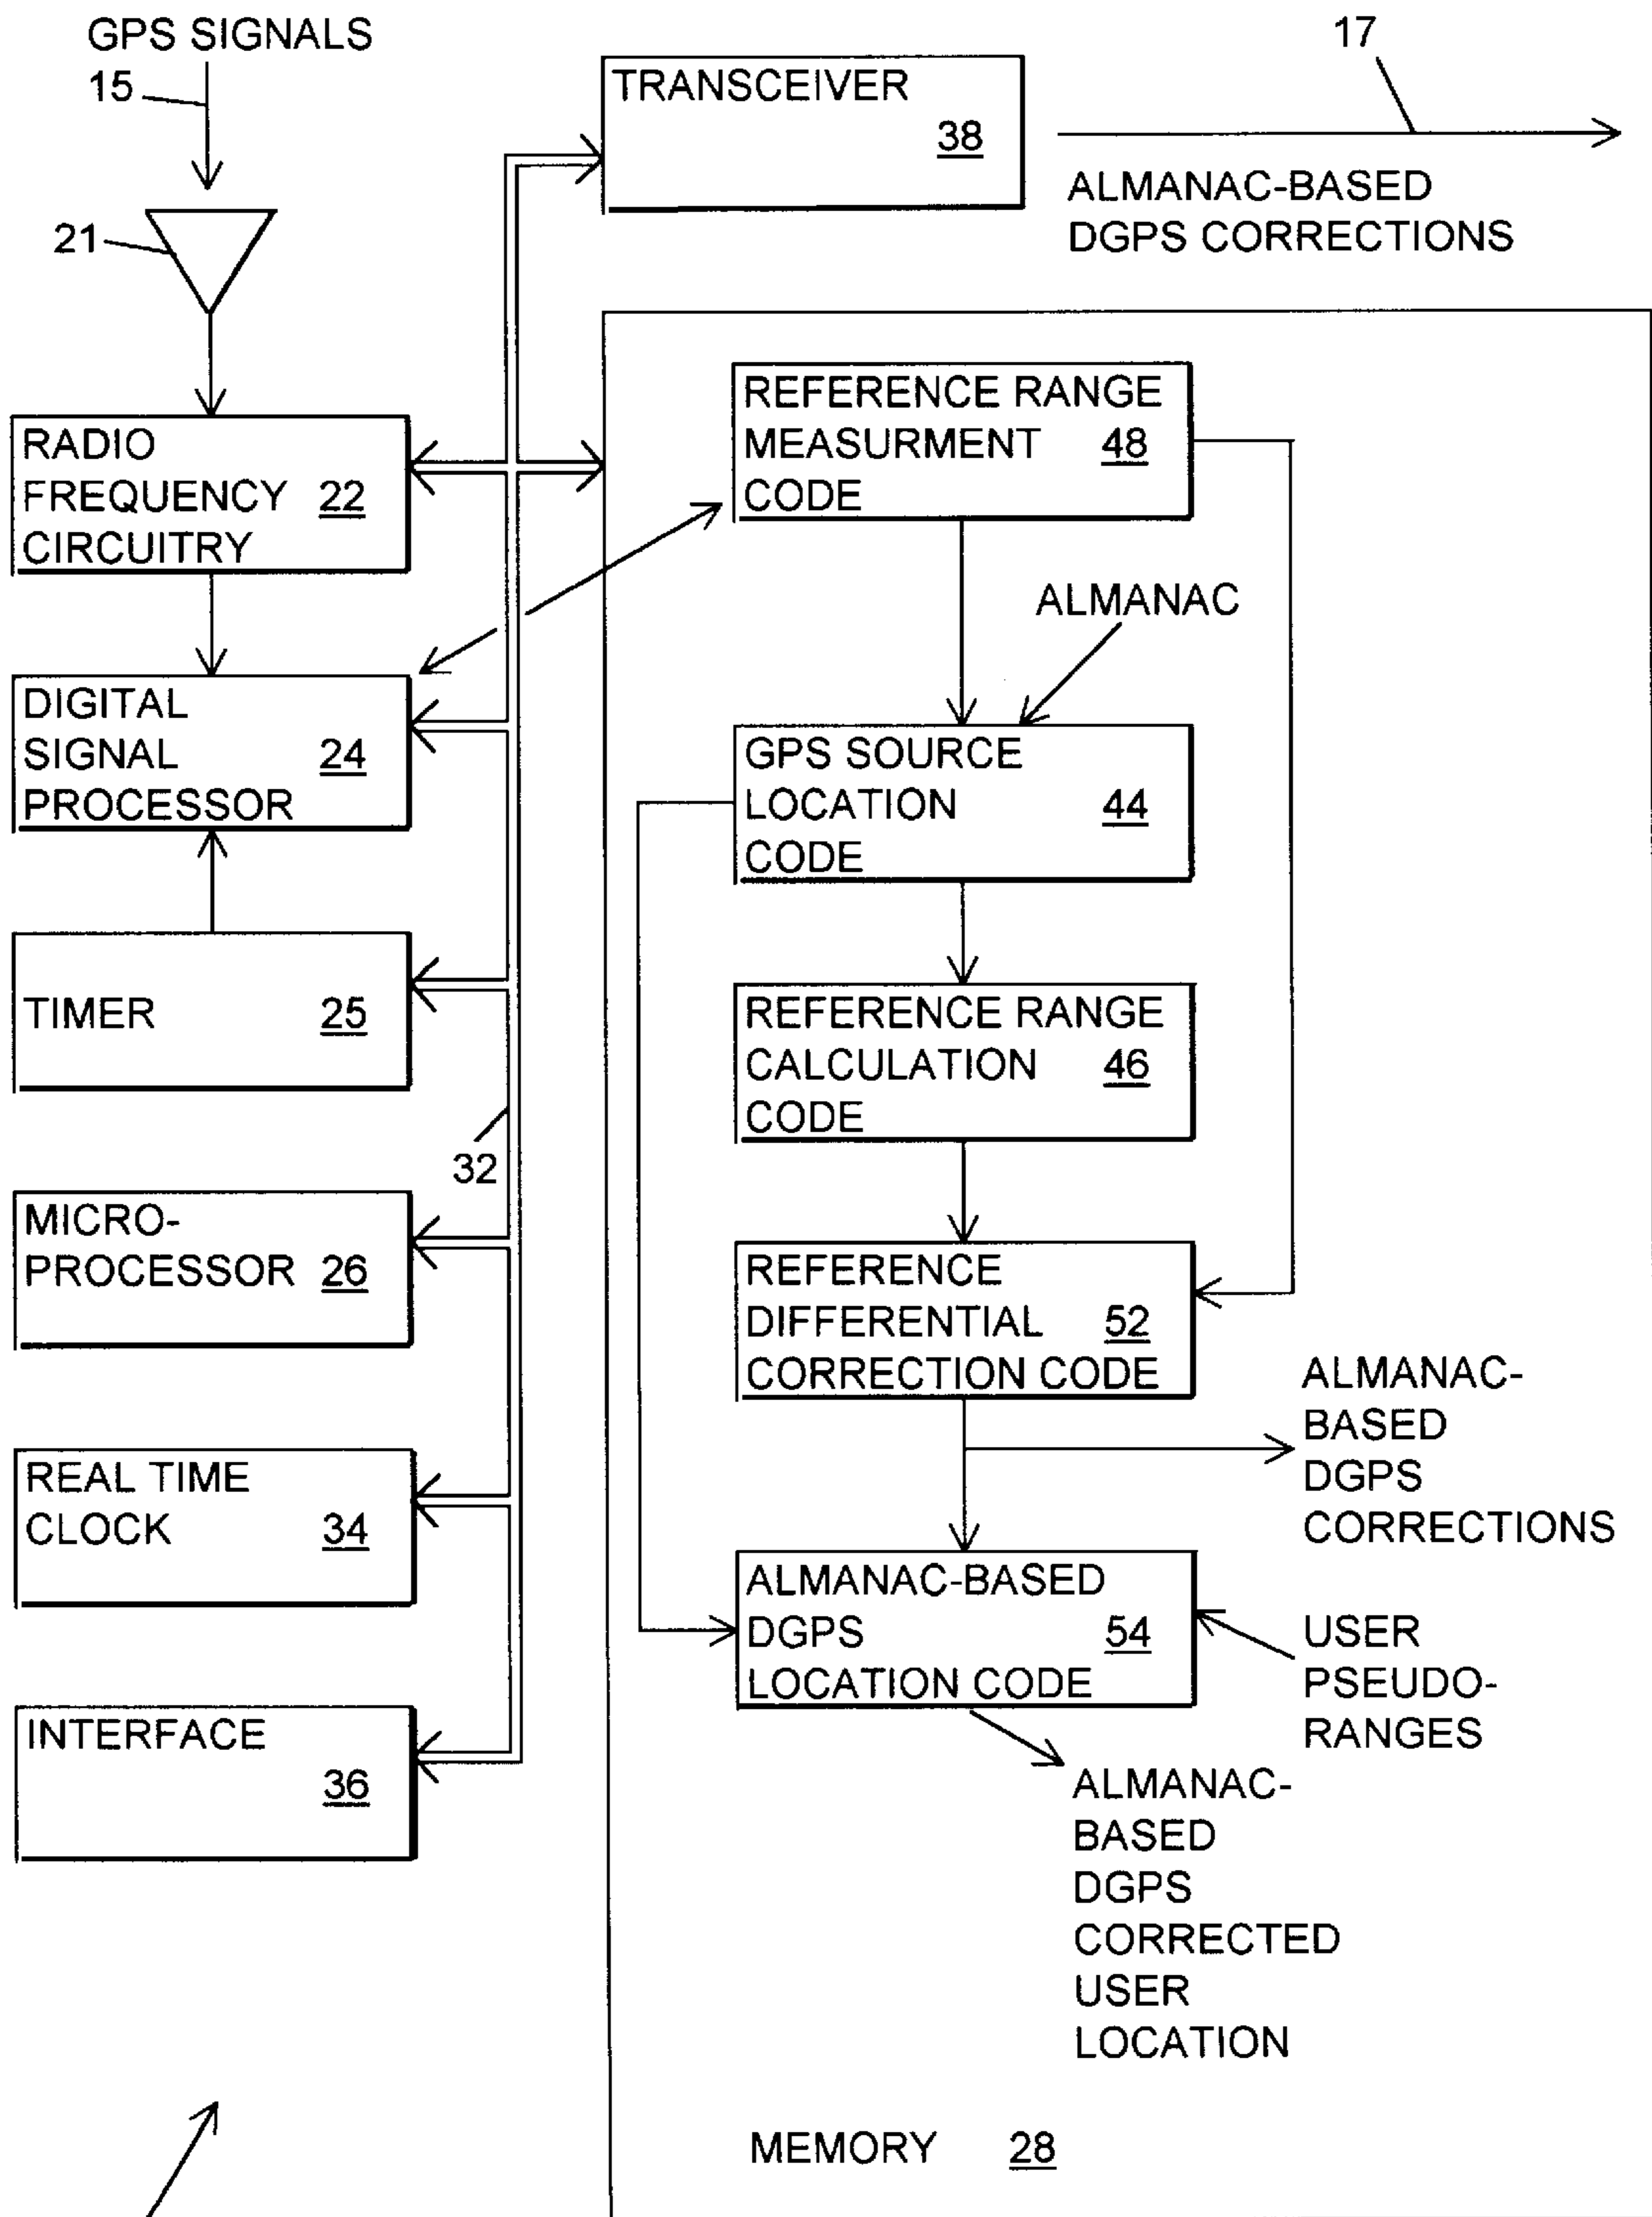 GPS SIGNALS
15
21
RADIO
FREQUENCY 22
CIRCUITRY
DIGITAL
SIGNAL 24
PROCESSOR
TIMER 25
32
MICRO-
PROCESSOR 26
REAL TIME
CLOCK 34
INTERFACE
36
TRANSCEIVER
38
17
ALMANAC-BASED
DGPS CORRECTIONS
REFERENCE RANGE
MEASURMENT 48
CODE
ALMANAC
GPS SOURCE
LOCATION 44
CODE
REFERENCE RANGE
CALCULATION 46
CODE
REFERENCE
DIFFERENTIAL 52
CORRECTION CODE
ALMANAC-
BASED
DGPS
CORRECTIONS
ALMANAC-BASED
DGPS 54
LOCATION CODE
USER
PSEUDO-
RANGES
ALMANAC-
BASED
DGPS
CORRECTED
USER
LOCATION
MEMORY 28